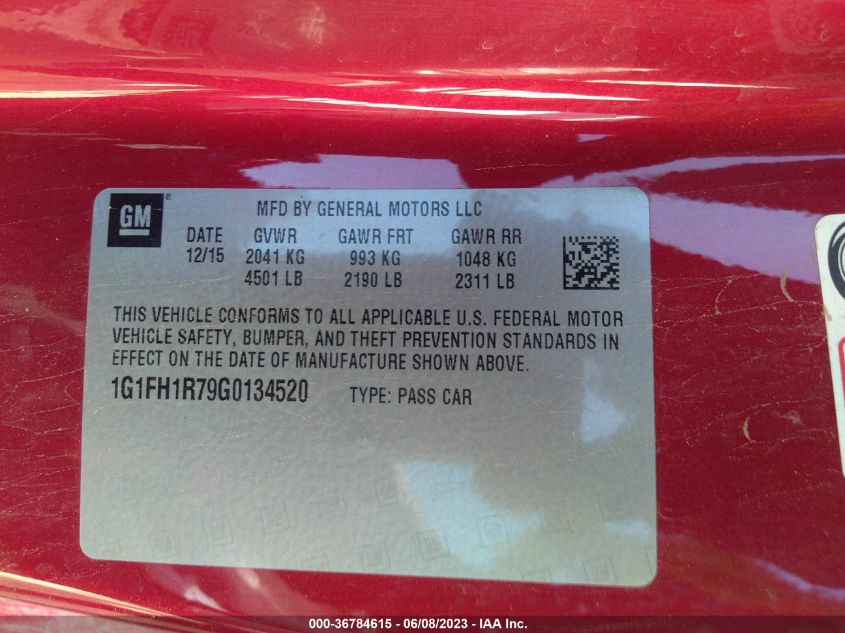 GM ®
MFD BY GENERAL MOTORS LLC
DATE GVWR GAWR FRT GAWR RR
12/15 2041 KG 993 KG 1048 KG
4501 LB 2190 LB 2311 LB
THIS VEHICLE CONFORMS TO ALL APPLICABLE U.S. FEDERAL MOTOR
VEHICLE SAFETY, BUMPER, AND THEFT PREVENTION STANDARDS IN
EFFECT ON THE DATE OF MANUFACTURE SHOWN ABOVE.
1G1FH1R79G0134520 TYPE: PASS CAR
000-36784615 - 06/08/2023 - IAA Inc.